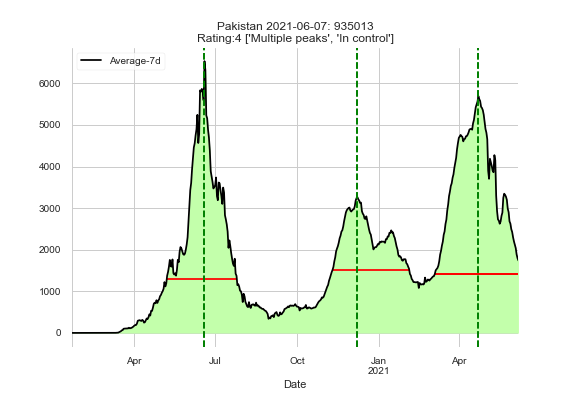 Pakistan 2021-06-07: 935013
Rating:4 ['Multiple peaks', 'In control']
Average-7d
6000
5000
4000
3000
2000
1000
0
Apr
Jul
Oct
Jan
2021
Apr
Date